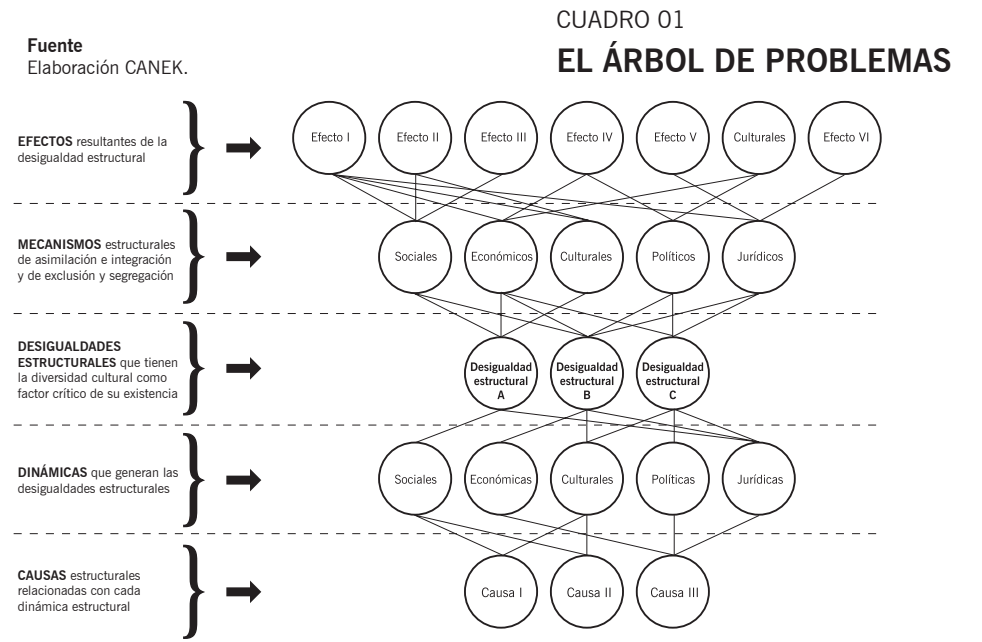 CUADRO 01
EL ÁRBOL DE PROBLEMAS
Fuente
Elaboración CANEK.
EFECTOS resultantes de la
desigualdad estructural
Efecto I
Efecto II
Efecto III
Efecto IV
Efecto V
Culturales
Efecto VI
MECANISMOS estructurales
de asimilación e integración
y de exclusión y segregación
Sociales
Económicos
Culturales
Políticos
Jurídicos
DESIGUALDADES
ESTRUCTURALES que tienen
la diversidad cultural como
factor crítico de su existencia
Desigualdad
estructural
A
Desigualdad
estructural
B
Desigualdad
estructural
C
DINÁMICAS que generan las
desigualdades estructurales
Sociales
Económicas
Culturales
Políticas
Jurídicas
CAUSAS estructurales
relacionadas con cada
dinámica estructural
Causa I
Causa II
Causa III